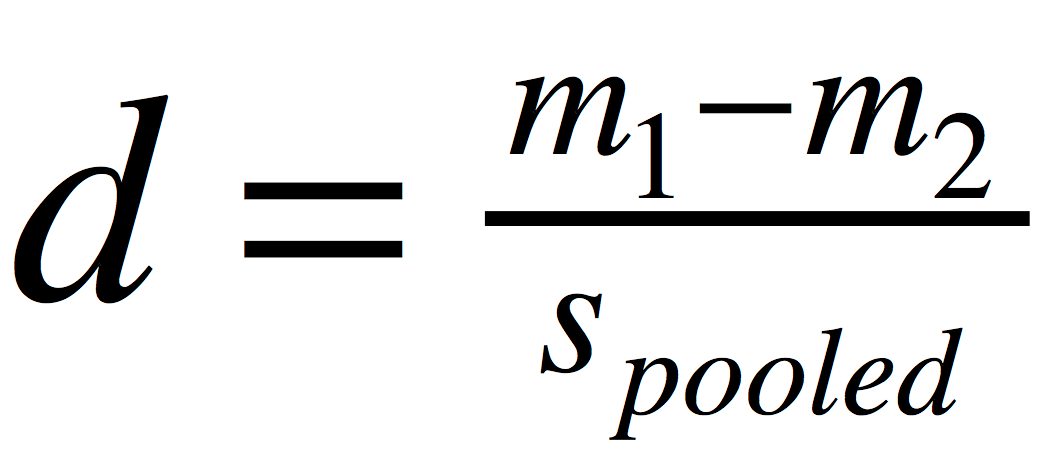 d = m₁−m₂ / s pooled